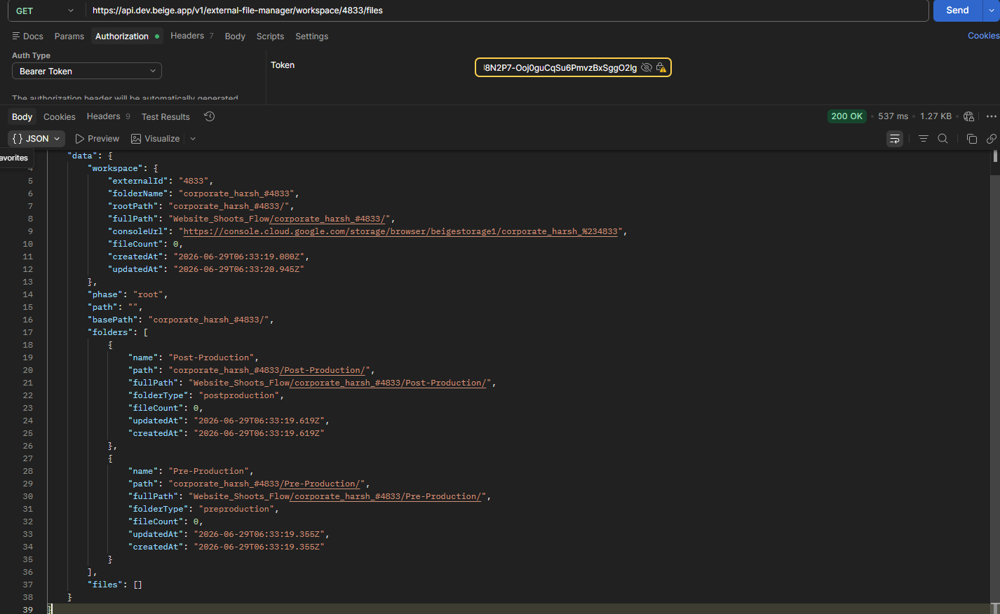 GET https://api.dev.beige.app/v1/external-file-manager/workspace/4833/files Send
Docs Params Authorization Headers 7 Body Scripts Settings Cookies
Auth Type
Bearer Token
Token
8N2P7-Ooj0guCqSu6PmvzBxSggO2Ig
The authorization header will be automatically generated
Body Cookies Headers 9 Test Results 200 OK • 537 ms • 1.27 KB •
{} JSON Preview Visualize
avorites
"data": {
4 "workspace": {
5 "externalId": "4833",
6 "folderName": "corporate_harsh_#4833",
7 "rootPath": "corporate_harsh_#4833/",
8 "fullPath": "Website_Shoots_Flow/corporate_harsh_#4833/",
9 "consoleUrl": "https://console.cloud.google.com/storage/browser/beigestorage1/corporate_harsh_%234833",
10 "fileCount": 0,
11 "createdAt": "2026-06-29T06:33:19.080Z",
12 "updatedAt": "2026-06-29T06:33:20.945Z"
13 },
14 "phase": "root",
15 "path": "",
16 "basePath": "corporate_harsh_#4833/",
17 "folders": [
18 {
19 "name": "Post-Production",
20 "path": "corporate_harsh_#4833/Post-Production/",
21 "fullPath": "Website_Shoots_Flow/corporate_harsh_#4833/Post-Production/",
22 "folderType": "postproduction",
23 "fileCount": 0,
24 "updatedAt": "2026-06-29T06:33:19.619Z",
25 "createdAt": "2026-06-29T06:33:19.619Z"
26 },
27 {
28 "name": "Pre-Production",
29 "path": "corporate_harsh_#4833/Pre-Production/",
30 "fullPath": "Website_Shoots_Flow/corporate_harsh_#4833/Pre-Production/",
31 "folderType": "preproduction",
32 "fileCount": 0,
33 "updatedAt": "2026-06-29T06:33:19.355Z",
34 "createdAt": "2026-06-29T06:33:19.355Z"
35 }
36 ],
37 "files": []
38 }
39 }